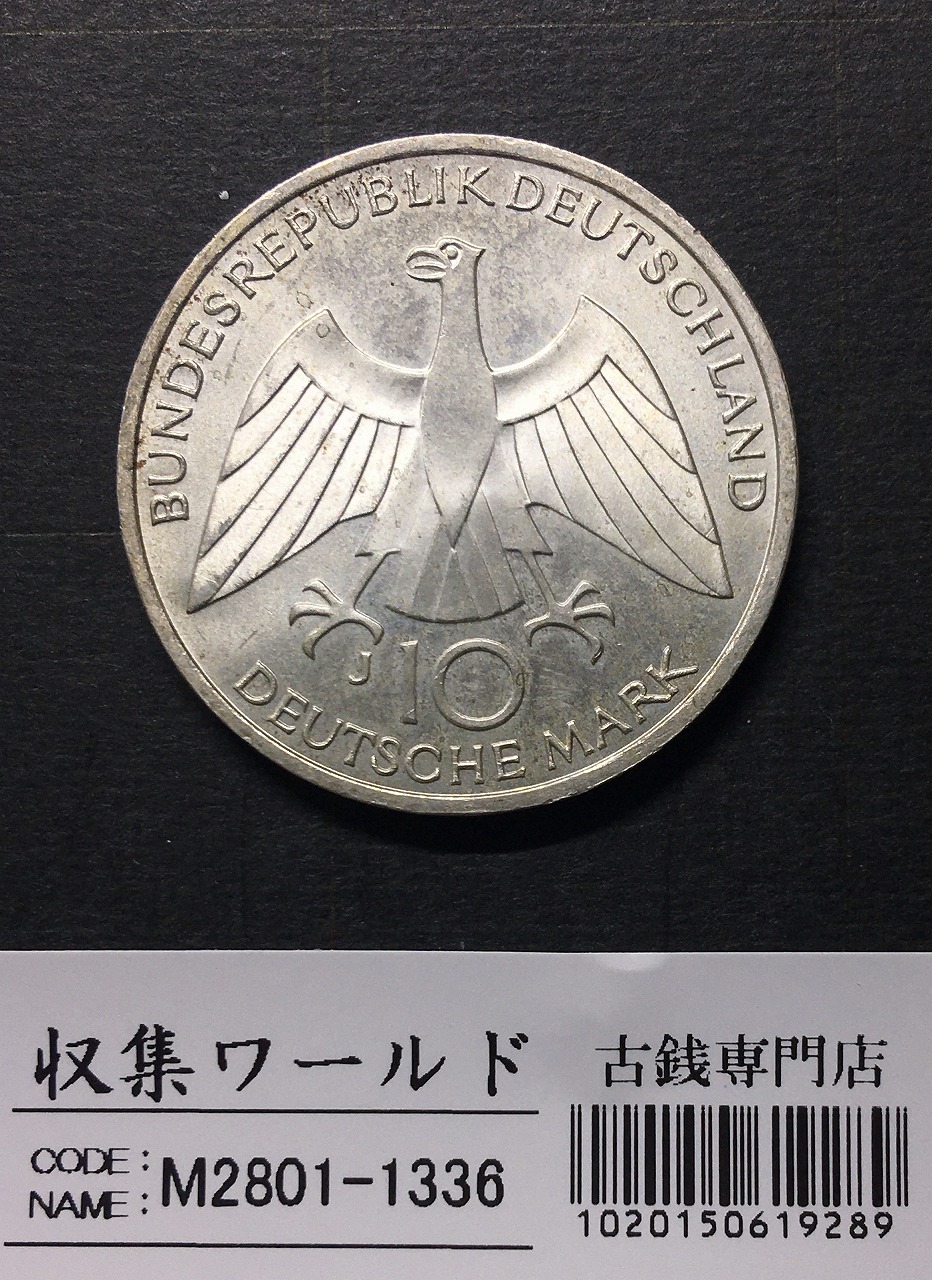 BUNDESREPUBLIK DEUTSCHLAND
J 10
DEUTSCHE MARK
収集ワールド
古銭専門店
CODE:
NAME: M2801-1336
1020150619289